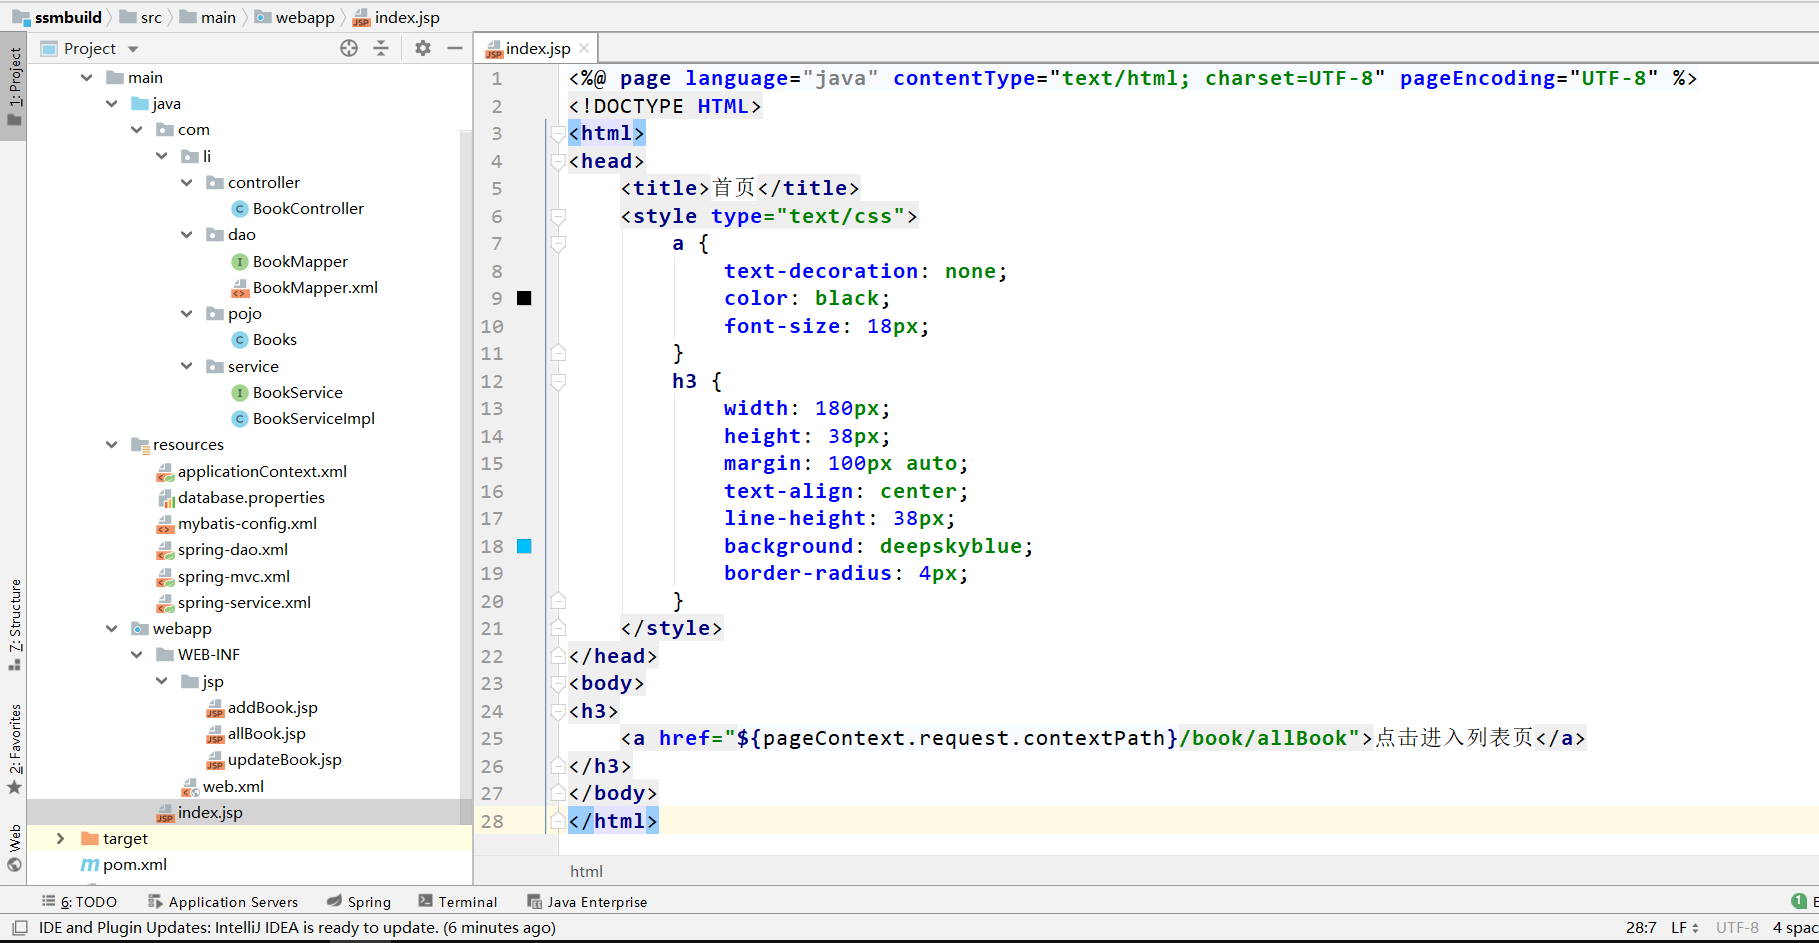 ssmbuild src main webapp index.jsp
Project
index.jsp
1: Project
7: Structure
2: Favorites
Web
main
java
com
li
controller
BookController
dao
BookMapper
BookMapper.xml
pojo
Books
service
BookService
BookServiceImpl
resources
applicationContext.xml
database.properties
mybatis-config.xml
spring-dao.xml
spring-mvc.xml
spring-service.xml
webapp
WEB-INF
jsp
addBook.jsp
allBook.jsp
updateBook.jsp
web.xml
index.jsp
target
pom.xml
1 <%@ page language="java" contentType="text/html; charset=UTF-8" pageEncoding="UTF-8" %>
2 <!DOCTYPE HTML>
3 <html>
4 <head>
5 <title>首页</title>
6 <style type="text/css">
7 a {
8 text-decoration: none;
9 color: black;
10 font-size: 18px;
11 }
12 h3 {
13 width: 180px;
14 height: 38px;
15 margin: 100px auto;
16 text-align: center;
17 line-height: 38px;
18 background: deepskyblue;
19 border-radius: 4px;
20 }
21 </style>
22 </head>
23 <body>
24 <h3>
25 <a href="${pageContext.request.contextPath}/book/allBook">点击进入列表页</a>
26 </h3>
27 </body>
28 </html>
html
6: TODO Application Servers Spring Terminal Java Enterprise 1 E
IDE and Plugin Updates: IntelliJ IDEA is ready to update. (6 minutes ago) 28:7 LF UTF-8 4 spac